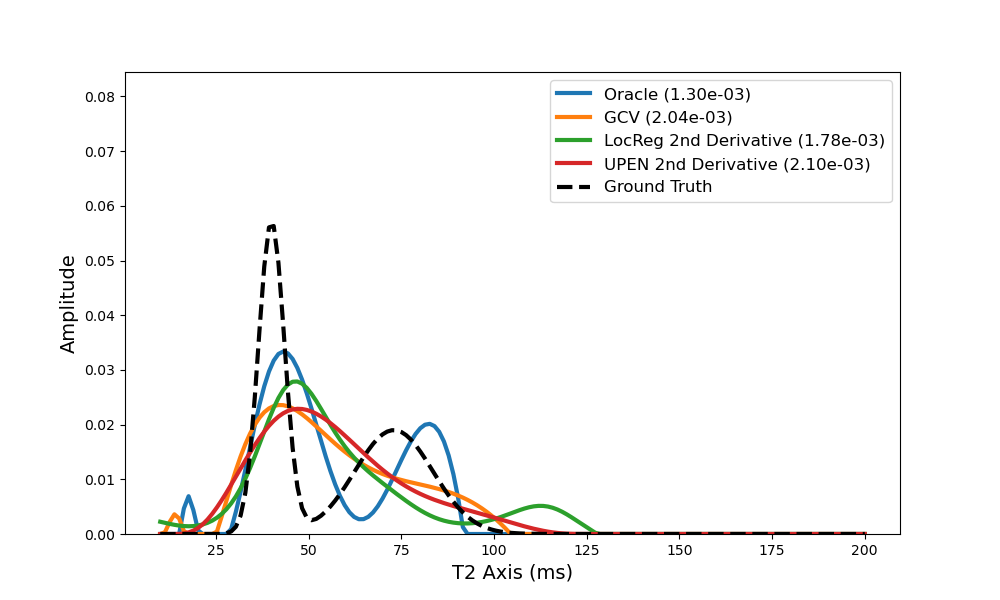 Oracle (1.30e-03)
GCV (2.04e-03)
LocReg 2nd Derivative (1.78e-03)
UPEN 2nd Derivative (2.10e-03)
Ground Truth
Amplitude
0.08
0.07
0.06
0.05
0.04
0.03
0.02
0.01
0.00
25 50 75 100 125 150 175 200
T2 Axis (ms)